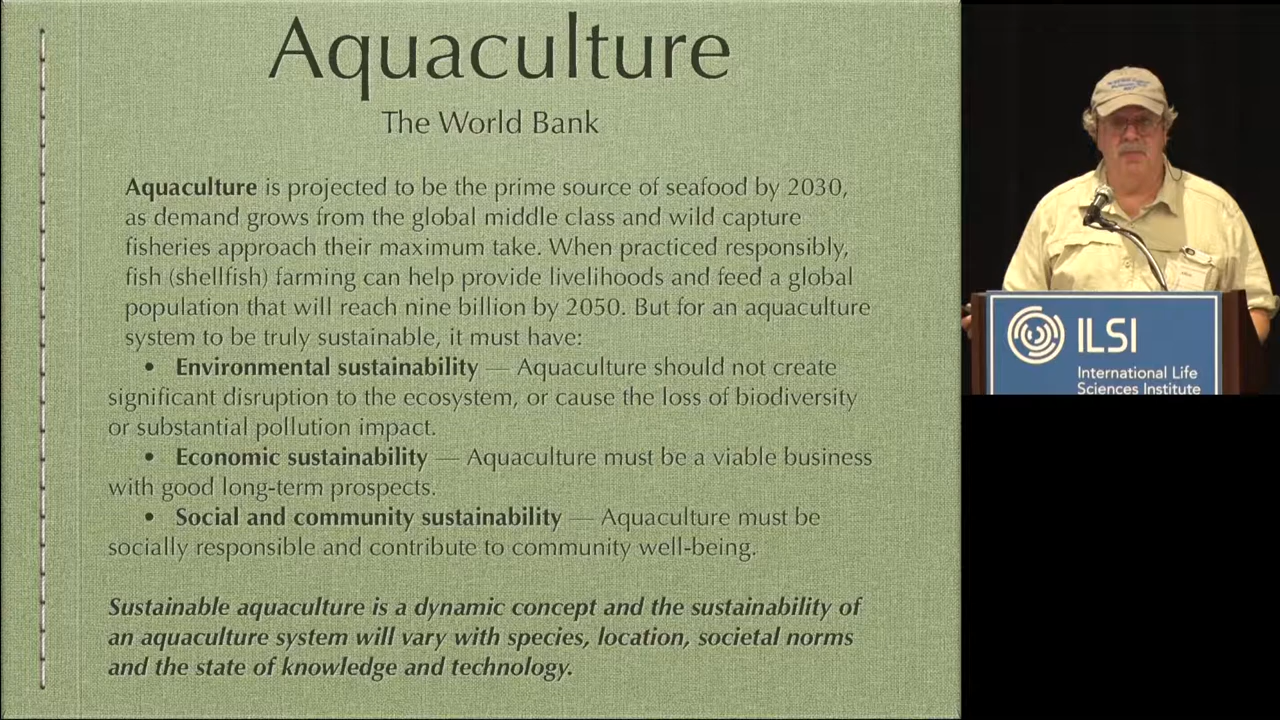 Aquaculture
The World Bank
Aquaculture is projected to be the prime source of seafood by 2030,
as demand grows from the global middle class and wild capture
fisheries approach their maximum take. When practiced responsibly,
fish (shellfish) farming can help provide livelihoods and feed a global
population that will reach nine billion by 2050. But for an aquaculture
system to be truly sustainable, it must have:
• Environmental sustainability — Aquaculture should not create
significant disruption to the ecosystem, or cause the loss of biodiversity
or substantial pollution impact.
• Economic sustainability — Aquaculture must be a viable business
with good long-term prospects.
• Social and community sustainability — Aquaculture must be
socially responsible and contribute to community well-being.
Sustainable aquaculture is a dynamic concept and the sustainability of
an aquaculture system will vary with species, location, societal norms
and the state of knowledge and technology.
ILSI
International Life
Sciences Institute